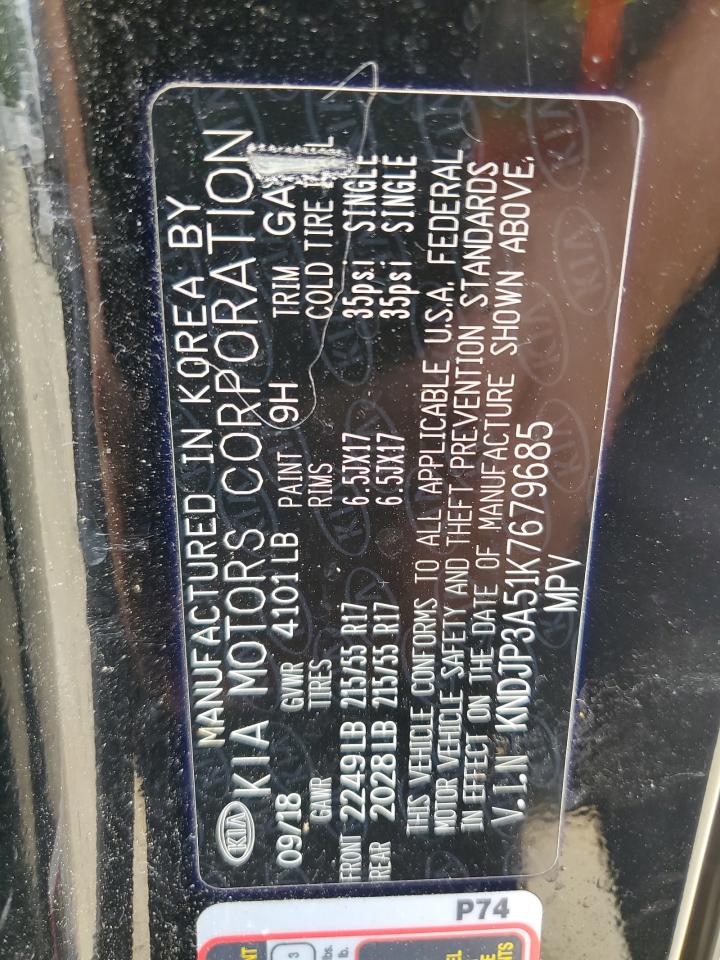 MANUFACTURED IN KOREA BY
KIA KIA MOTORS CORPORATION
09/18 GVWR 4101LB PAINT 9H TRIM GA
GAWR TIRES RIMS COLD TIRE
FRONT 2249LB 215/55 R17 6.5JX17 35psi SINGLE
REAR 2028LB 215/55 R17 6.5JX17 35psi SINGLE
THIS VEHICLE CONFORMS TO ALL APPLICABLE U.S.A. FEDERAL
MOTOR VEHICLE SAFETY AND THEFT PREVENTION STANDARDS
IN EFFECT ON THE DATE OF MANUFACTURE SHOWN ABOVE.
V.I.N KNDJP3A51K7679685
MPV
P74